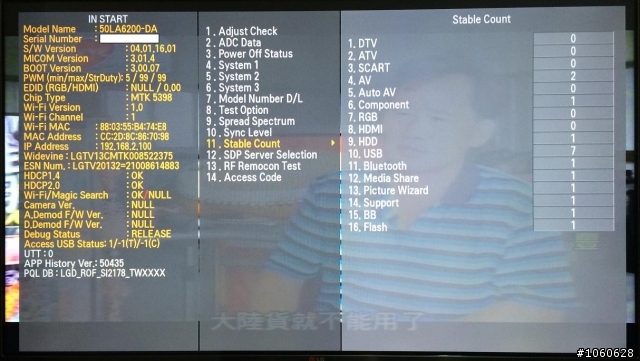 IN START
Model Name : 50LA6200-DA
Serial Number :
S/W Version : 04.01.16.01
MICOM Version : 3.01.4
BOOT Version : 3.00.07
PWM (min/max/StrDuty): 5 / 99 / 99
EDID (RGB/HDMI) : NULL / 0.00
Chip Type : MTK 5398
Wi-Fi Version : 1.0
Wi-Fi Channel : 1
Wi-Fi MAC : 88:03:55:B4:74:E8
MAC Address : CC:2D:8C:86:70:98
IP Address : 192.168.2.100
Widevine : LGTV13CMTK008522375
ESN Num. : LGTV20132=21008614883
HDCP1.4 : OK
HDCP2.0 : OK
Wi-Fi/Magic Search : OK/NULL
Camera Ver. : NULL
A.Demod F/W Ver. : NULL
D.Demod F/W Ver. : NULL
Debug Status : RELEASE
Access USB Status: 1/-1(T)/-1(C)
UTT : 0
APP History Ver.: 50435
PQL DB : LGD_ROF_SI2178_TWXXXX
1. Adjust Check
2. ADC Data
3. Power Off Status
4. System 1
5. System 2
6. System 3
7. Model Number D/L
8. Test Option
9. Spread Spectrum
10. Sync Level
11. Stable Count
12. SDP Server Selection
13. RF Remocon Test
14. Access Code
Stable Count
1. DTV 0
2. ATV 0
3. SCART 0
4. AV 2
5. Auto AV 0
6. Component 1
7. RGB 0
8. HDMI 1
9. HDD 0
10. USB 7
11. Bluetooth 1
12. Media Share 1
13. Picture Wizard 1
14. Support 1
15. BB 1
16. Flash 1
大陸貨就不能用了
#1060628